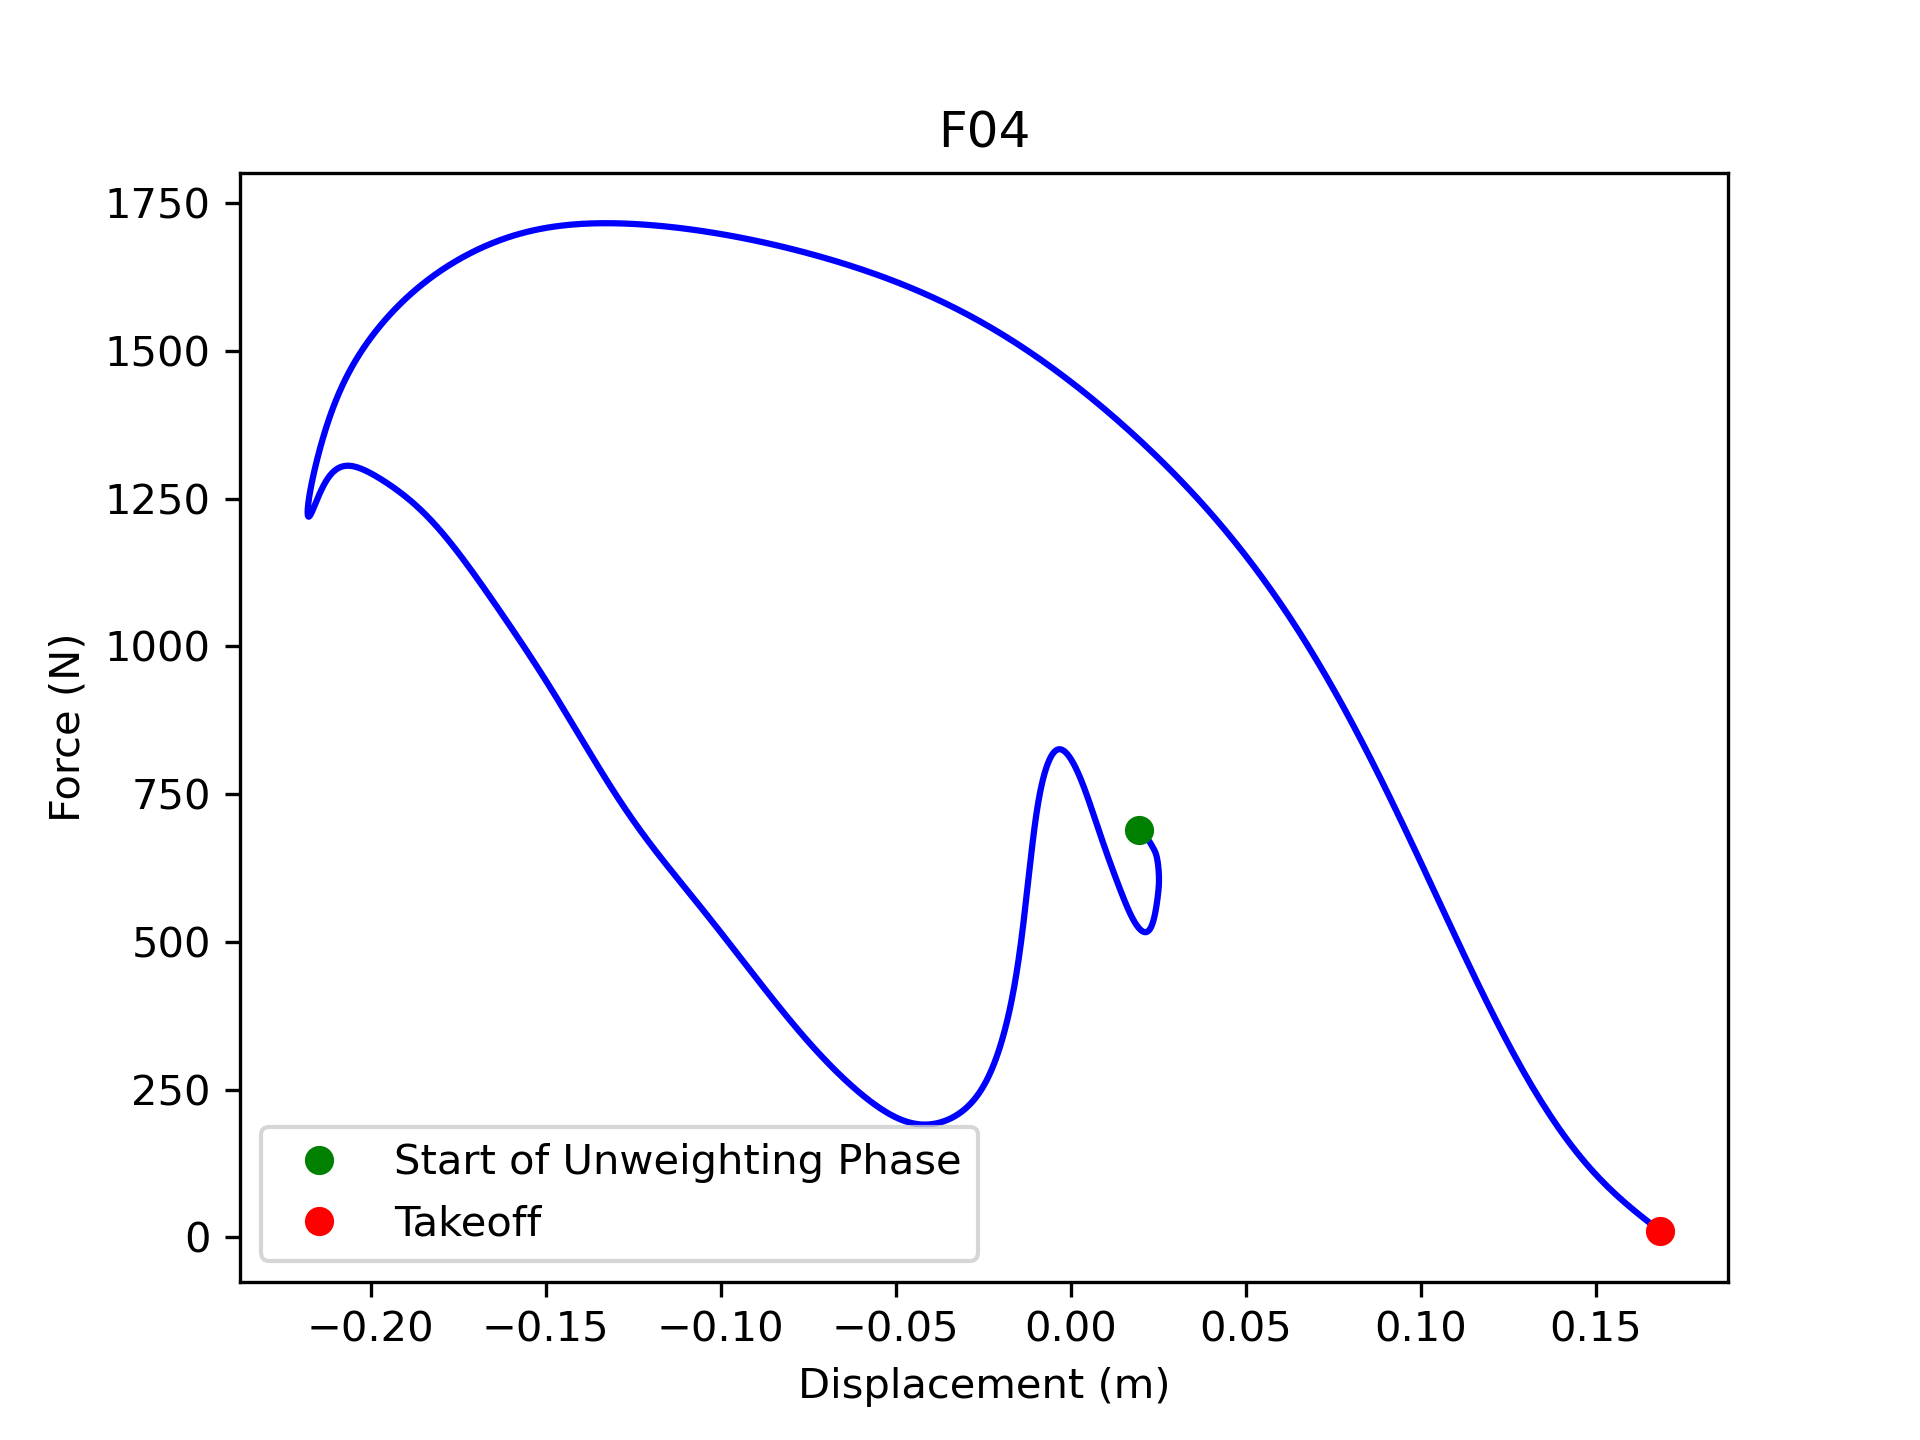 F04
1750
1500
1250
1000
750
500
250
0
Force (N)
Start of Unweighting Phase
Takeoff
−0.20 −0.15 −0.10 −0.05 0.00 0.05 0.10 0.15
Displacement (m)